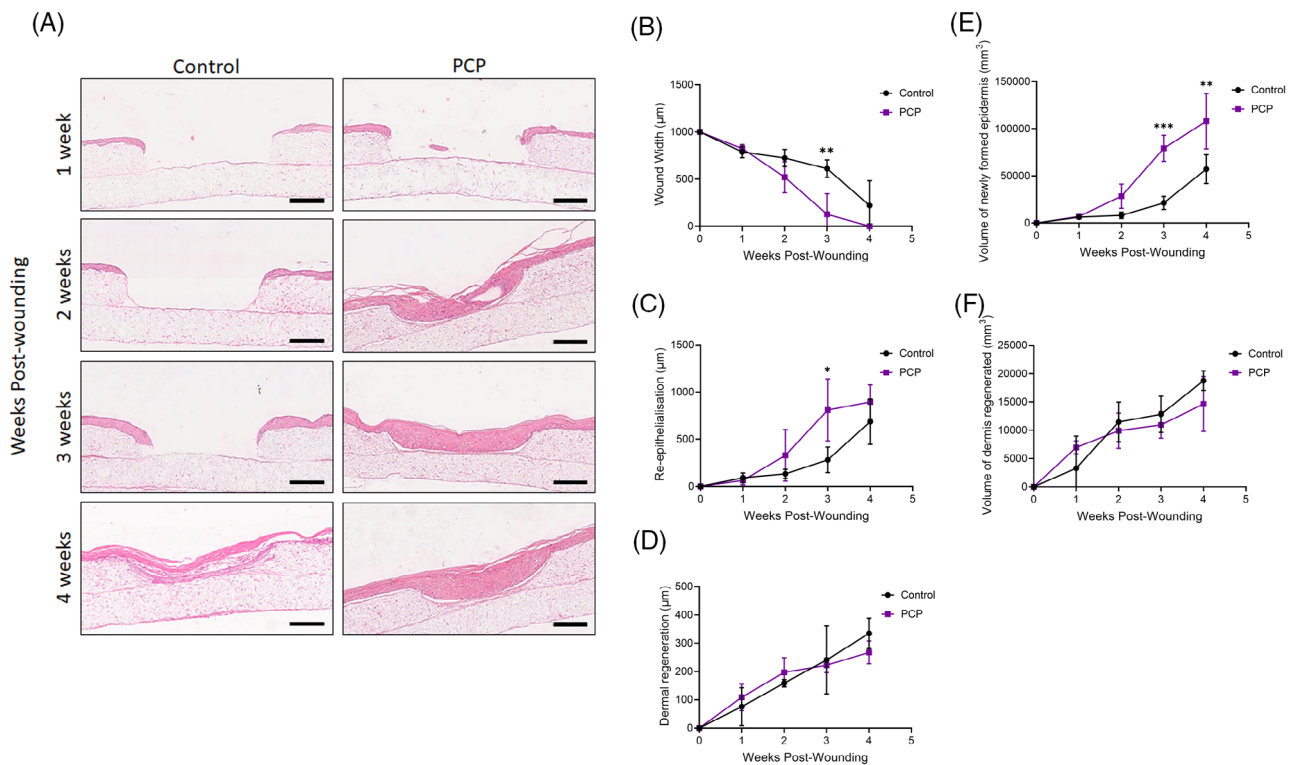 (A)
Control
PCP
Weeks Post-wounding
1 week
2 weeks
3 weeks
4 weeks
(B)
Wound Width (µm)
1500
1000
500
0
**
0 1 2 3 4 5
Weeks Post-Wounding
Control
PCP
(C)
Re-epithelialisation (µm)
1500
1000
500
0
*
0 1 2 3 4 5
Weeks Post-Wounding
Control
PCP
(D)
Dermal regeneration (µm)
500
400
300
200
100
0
0 1 2 3 4 5
Weeks Post-Wounding
Control
PCP
(E)
Volume of newly formed epidermis (mm³)
150000
100000
50000
0
***
**
0 1 2 3 4 5
Weeks Post-Wounding
Control
PCP
(F)
Volume of dermis regenerated (mm³)
25000
20000
15000
10000
5000
0
0 1 2 3 4 5
Weeks Post-Wounding
Control
PCP